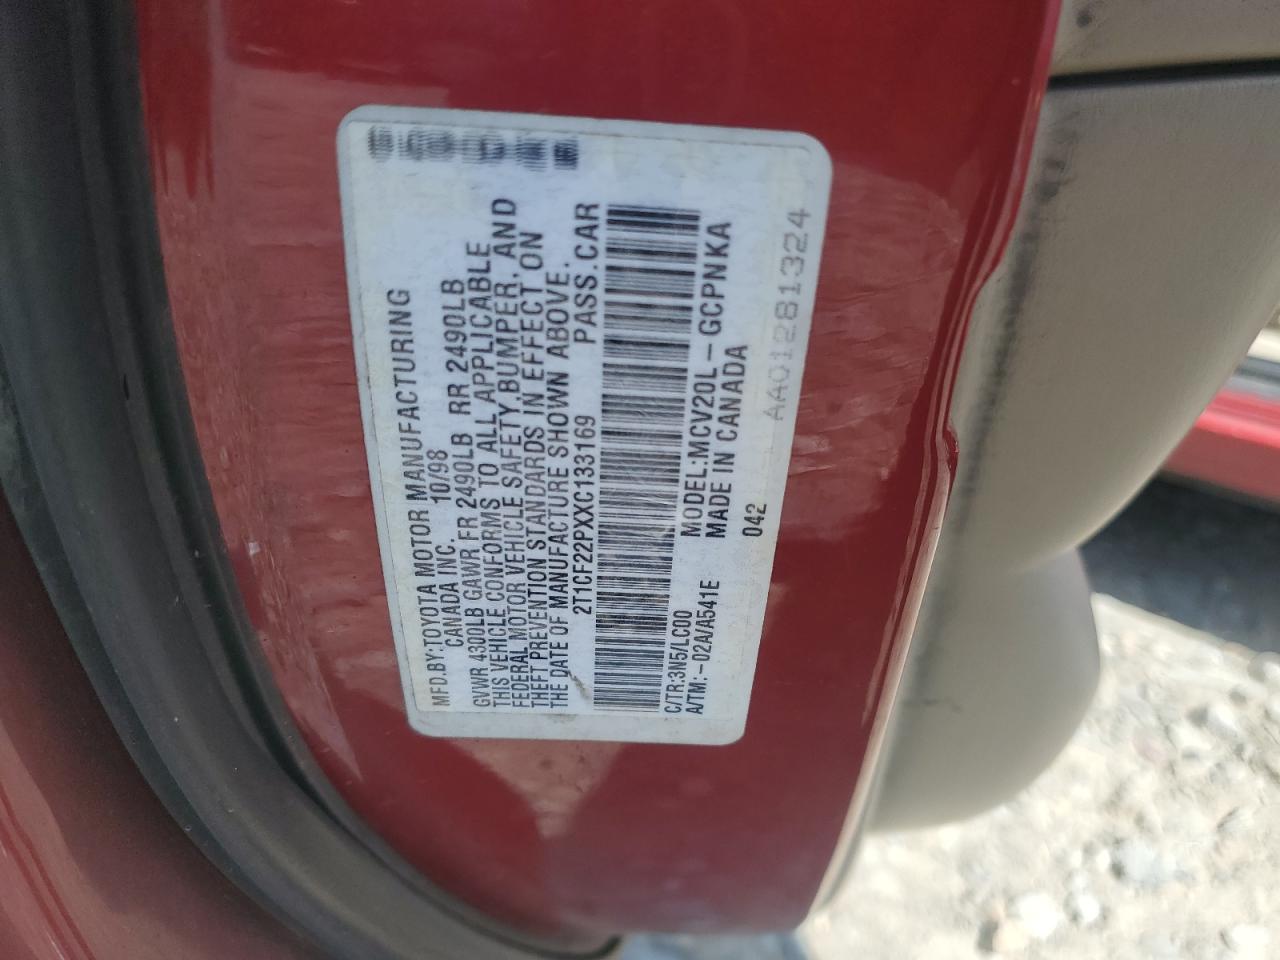 MFD.BY:TOYOTA MOTOR MANUFACTURING
CANADA INC. 10/98
GVWR 4300LB GAWR FR 2490LB RR 2490LB
THIS VEHICLE CONFORMS TO ALL APPLICABLE
FEDERAL MOTOR VEHICLE SAFETY,BUMPER, AND
THEFT PREVENTION STANDARDS IN EFFECT ON
THE DATE OF MANUFACTURE SHOWN ABOVE.
2T1CF22PXXC133169 PASS.CAR
C/TR:3N5/LC00 MODEL:MCV20L-GCPNKA
A/TM:-02A/A541E MADE IN CANADA
042
AA01281324